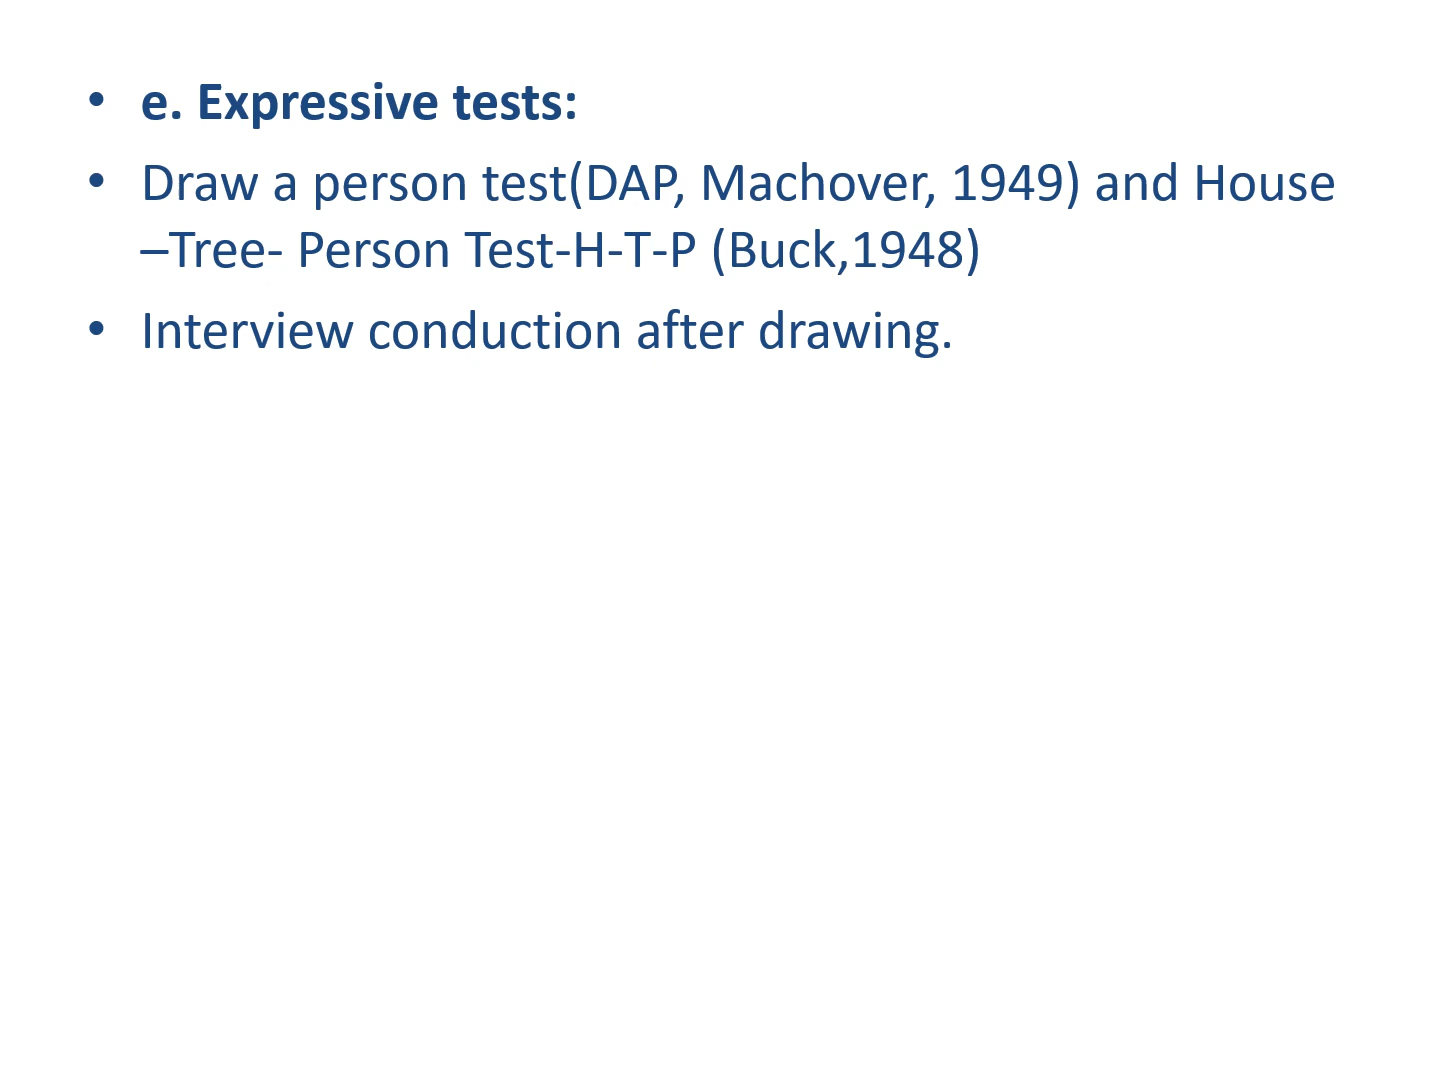 • e. Expressive tests:
• Draw a person test(DAP, Machover, 1949) and House
–Tree- Person Test-H-T-P (Buck,1948)
• Interview conduction after drawing.